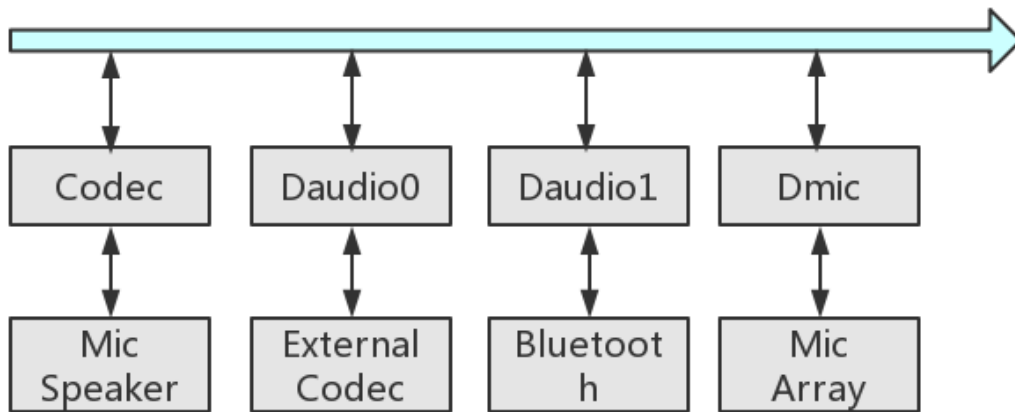 Codec Daudio0 Daudio1 Dmic
Mic External Bluetoot Mic
Speaker Codec h Array